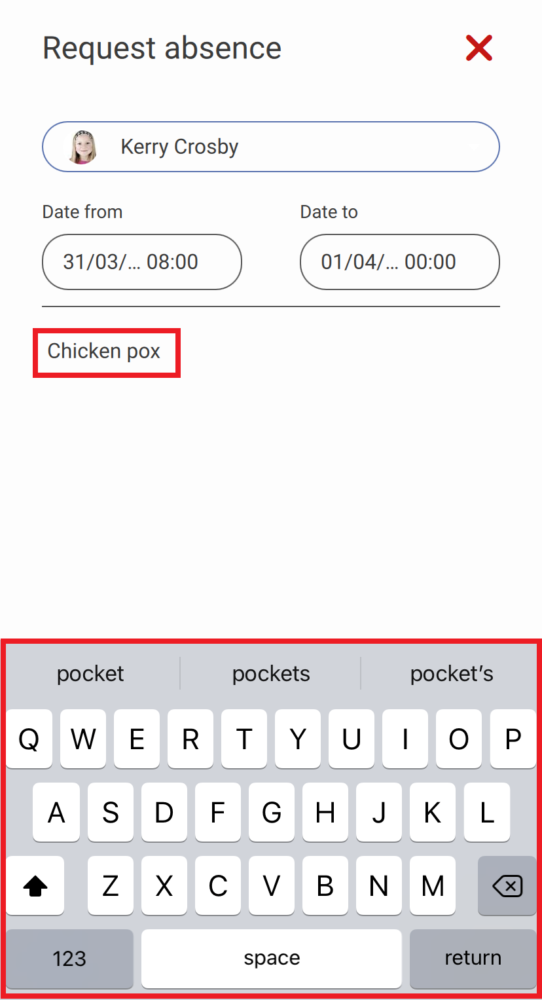 Request absence
Kerry Crosby
Date from Date to
31/03/... 08:00 01/04/... 00:00
Chicken pox
pocket pockets pocket's
Q W E R T Y U I O P
A S D F G H J K L
Z X C V B N M
123 space return